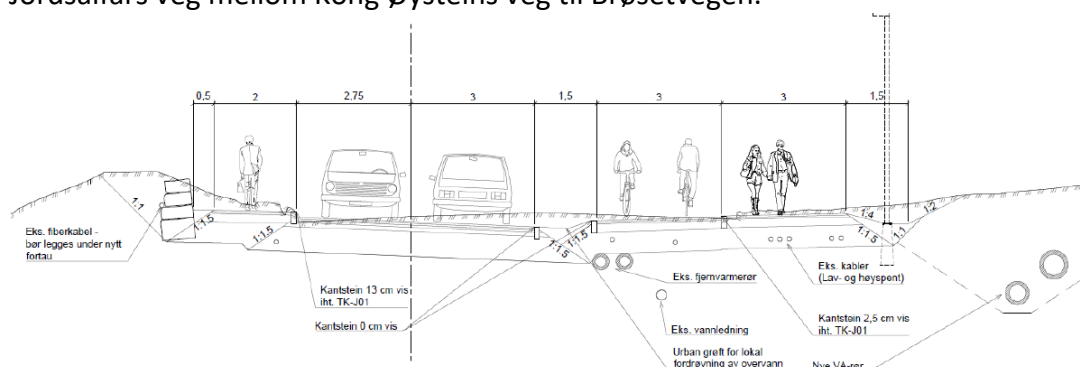 Jordsalfars veg mellom Kong Øysteins veg til Brøsetvegen.
0,5
2
2,75
3
1,5
3
3
1,5
1:1
1:1,5
1:1,5
1:1,5
1:1,5
1:4
1:1,5
1:1
1:2
Eks. fiberkabel -
bør legges under nytt
fortau
Kantstein 13 cm vis
iht. TK-J01
Kantstein 0 cm vis
Eks. fjernvarmerør
Eks. vannledning
Urban grøft for lokal
fordrøyning av overvann
Eks. kabler
(Lav- og høyspent)
Kantstein 2,5 cm vis
iht. TK-J01
Nye VA-rør